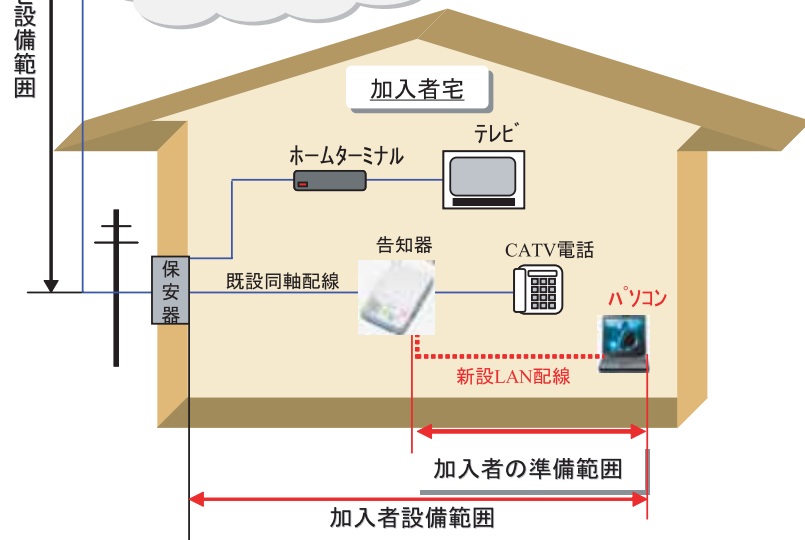 設備範囲
加入者宅
テレビ
ホームターミナル
告知器
CATV電話
保安器
既設同軸配線
パソコン
新設LAN配線
加入者の準備範囲
加入者設備範囲